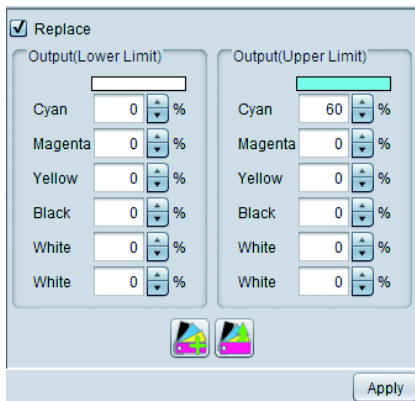 Replace
Output(Lower Limit) Output(Upper Limit)
Cyan 0 % Cyan 60 %
Magenta 0 % Magenta 0 %
Yellow 0 % Yellow 0 %
Black 0 % Black 0 %
White 0 % White 0 %
White 0 % White 0 %
Apply